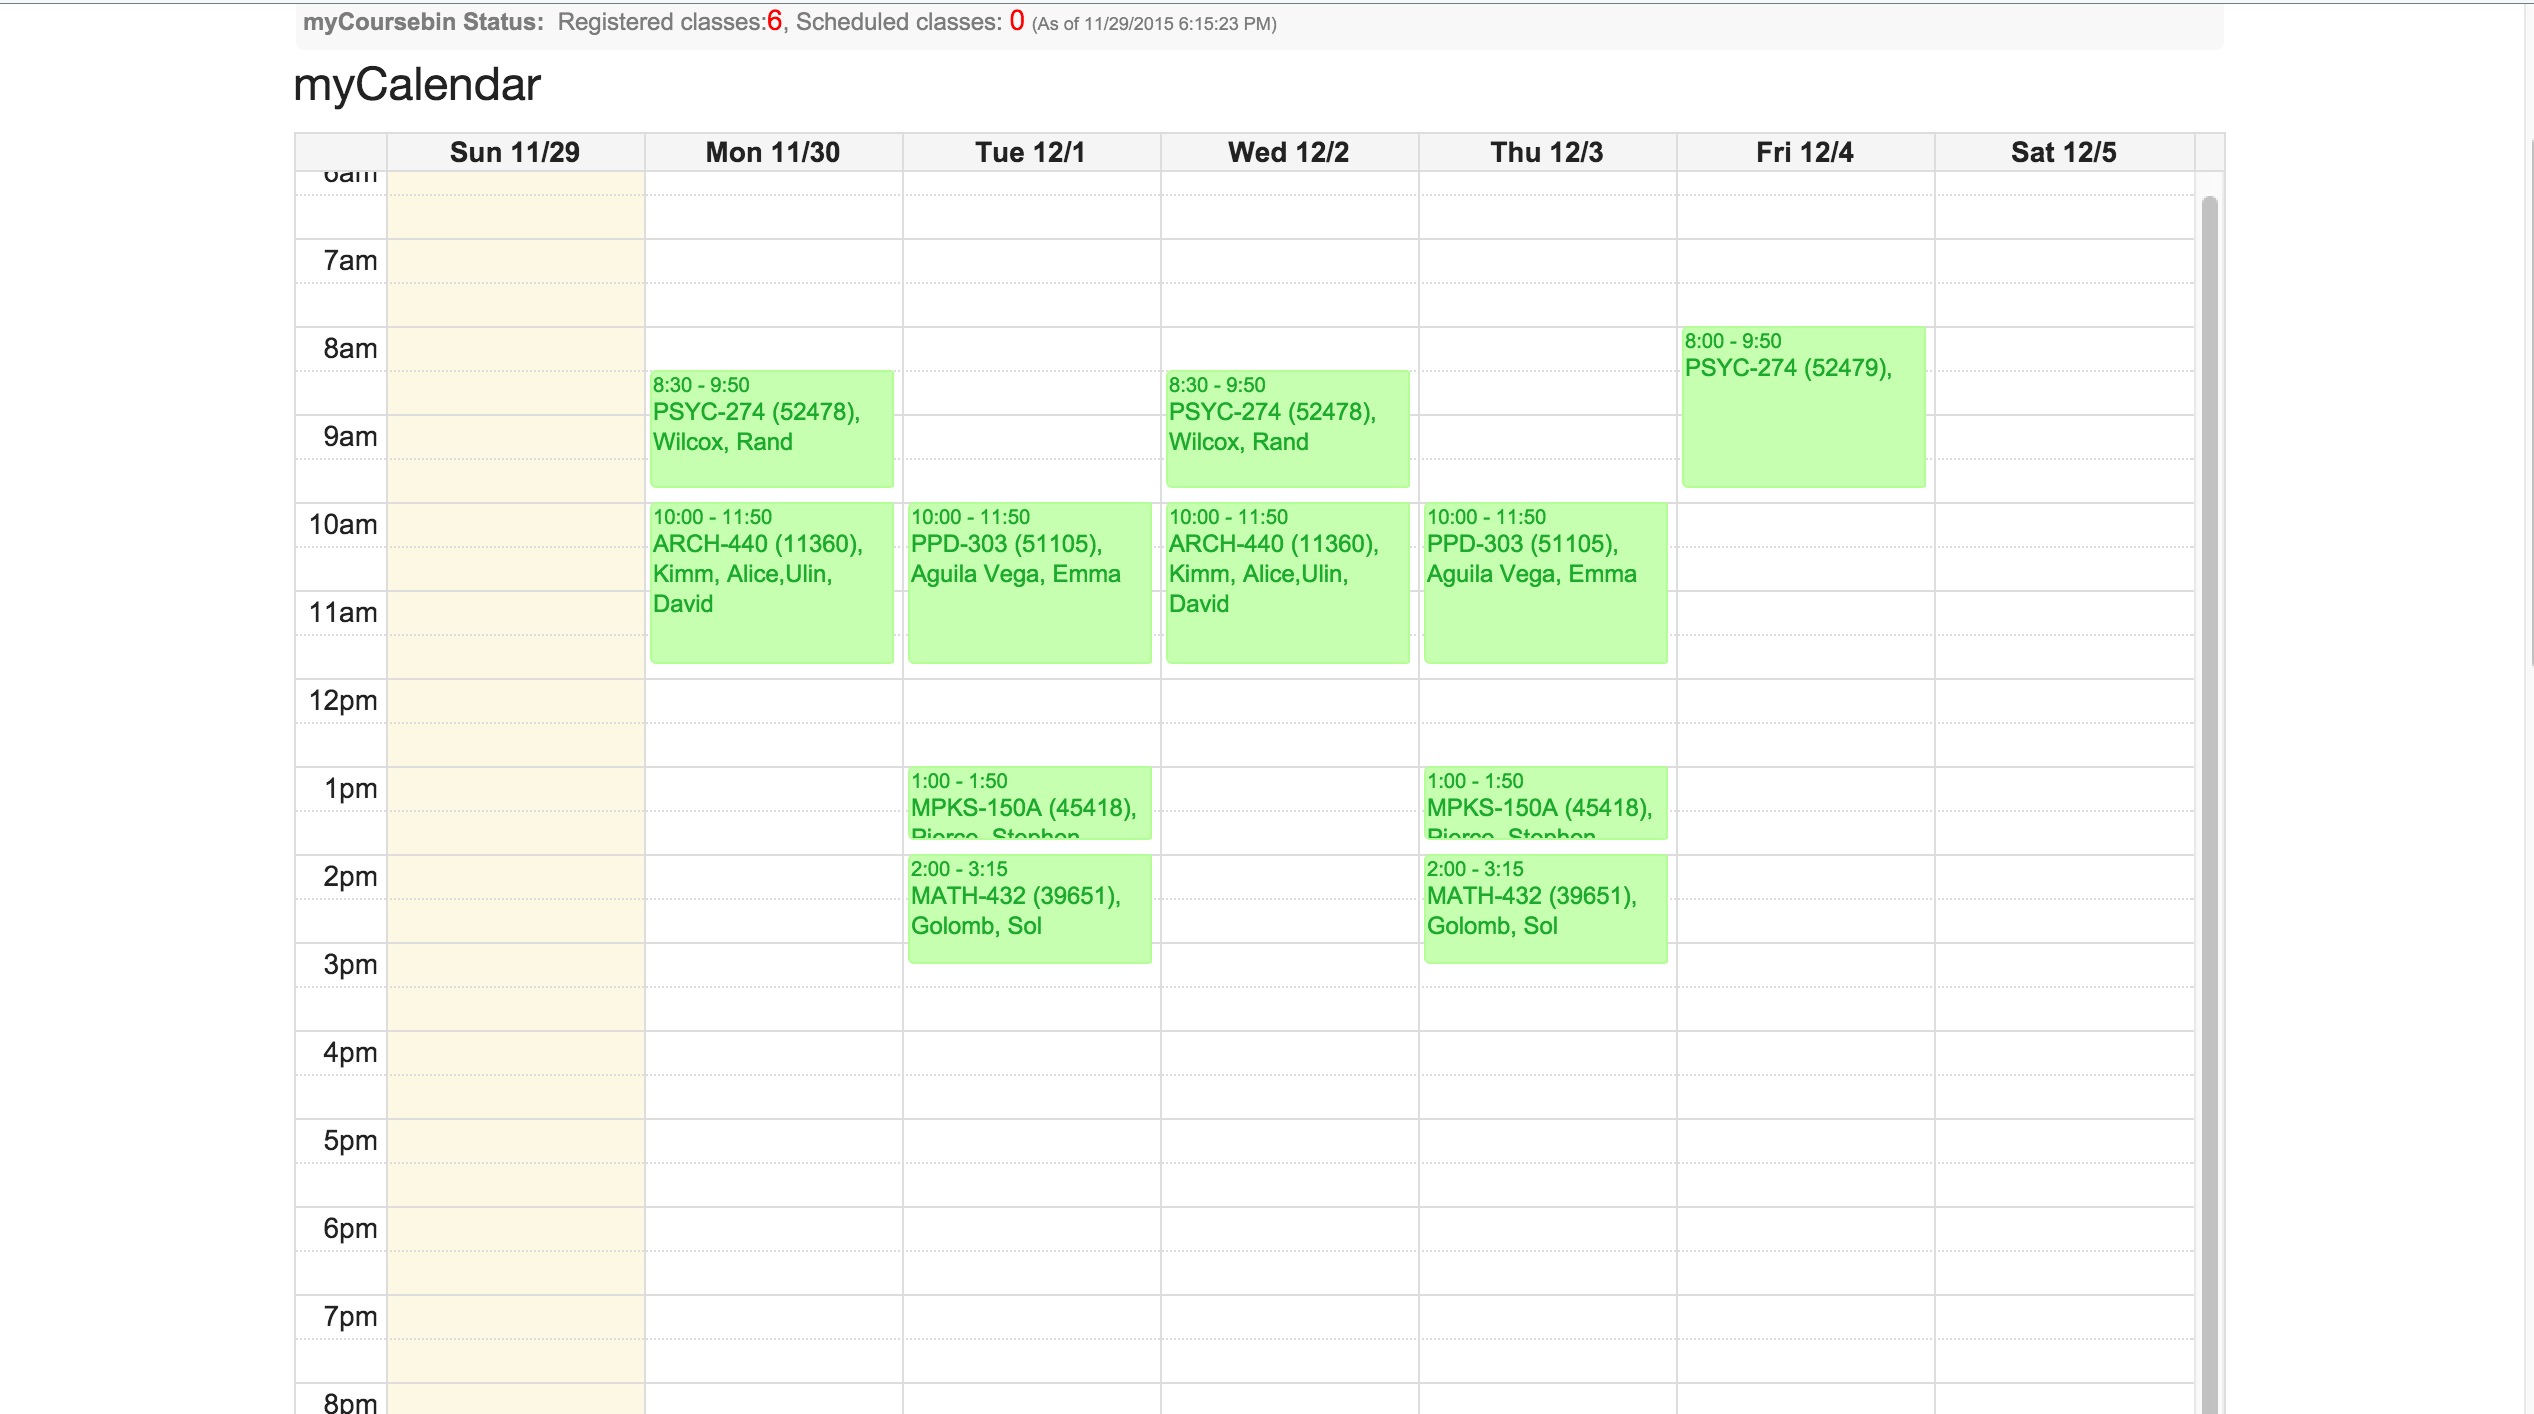 myCoursebin Status: Registered classes:6, Scheduled classes: 0 (As of 11/29/2015 6:15:23 PM)
myCalendar
Sun 11/29 Mon 11/30 Tue 12/1 Wed 12/2 Thu 12/3 Fri 12/4 Sat 12/5
6am
7am
8am
8:00 - 9:50
PSYC-274 (52479),
8:30 - 9:50
PSYC-274 (52478),
Wilcox, Rand
8:30 - 9:50
PSYC-274 (52478),
Wilcox, Rand
9am
10am
10:00 - 11:50
ARCH-440 (11360),
Kimm, Alice,Ulin,
David
10:00 - 11:50
PPD-303 (51105),
Aguila Vega, Emma
10:00 - 11:50
ARCH-440 (11360),
Kimm, Alice,Ulin,
David
10:00 - 11:50
PPD-303 (51105),
Aguila Vega, Emma
11am
12pm
1pm
1:00 - 1:50
MPKS-150A (45418),
Pierce, Stephen
1:00 - 1:50
MPKS-150A (45418),
Pierce, Stephen
2pm
2:00 - 3:15
MATH-432 (39651),
Golomb, Sol
2:00 - 3:15
MATH-432 (39651),
Golomb, Sol
3pm
4pm
5pm
6pm
7pm
8pm